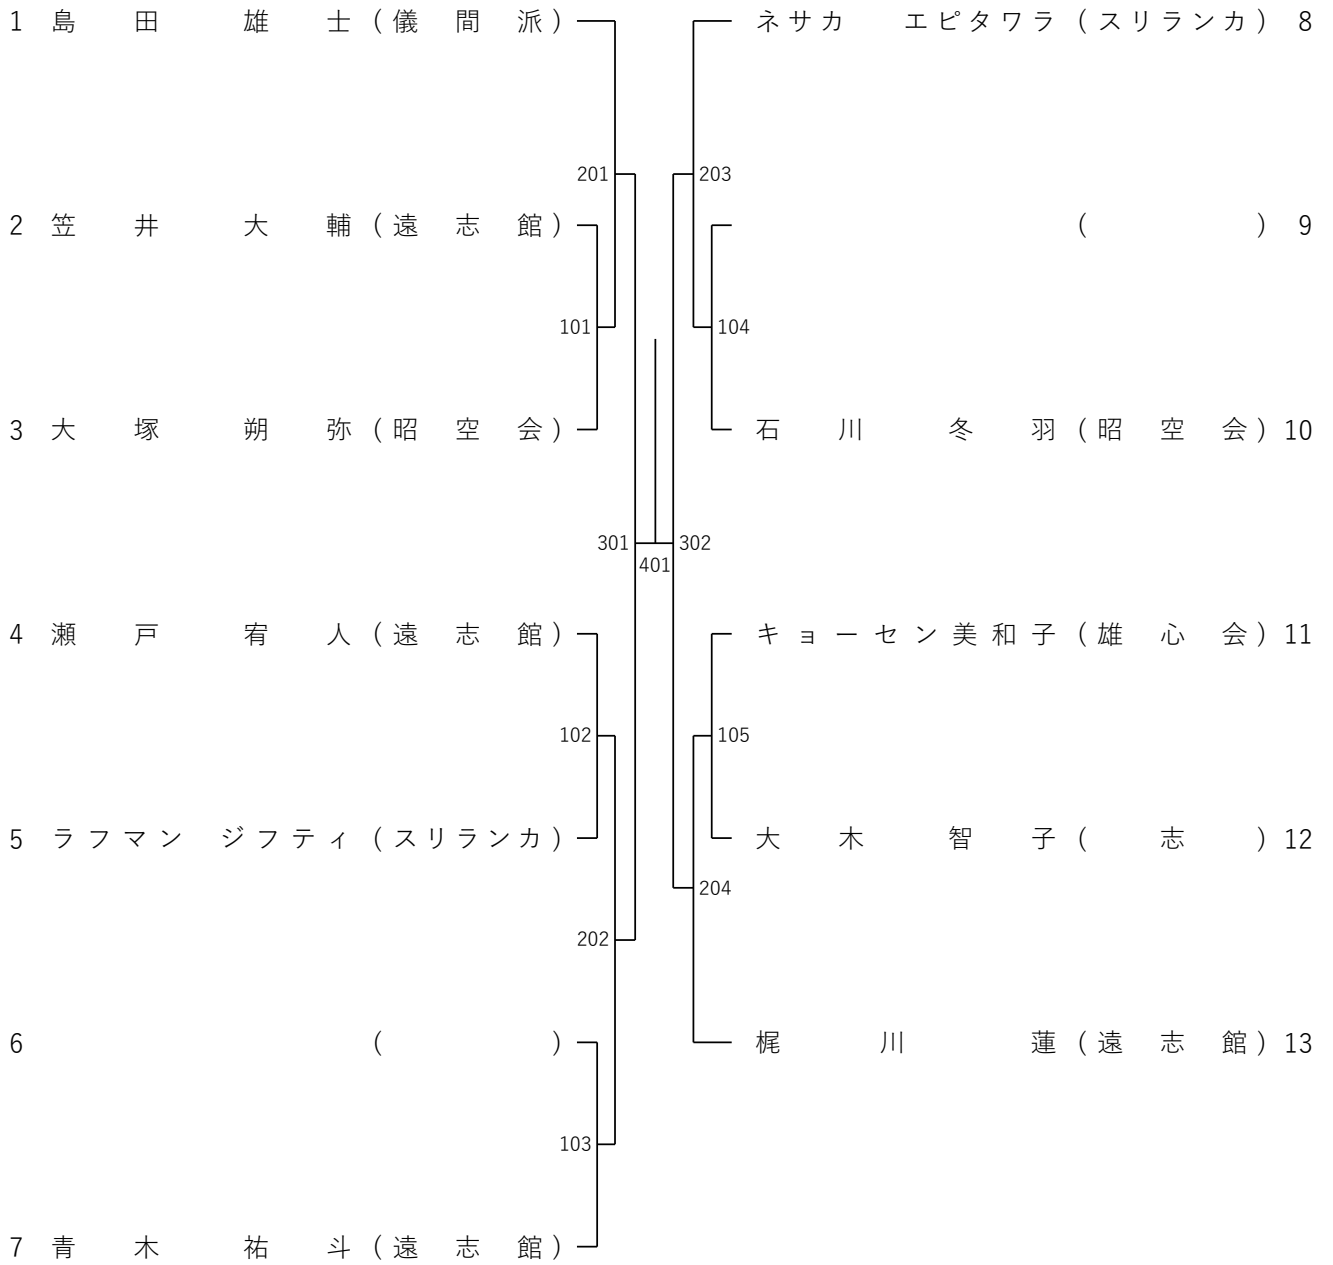 1 島田 雄士 (儀間派)
ネサカ エピタワラ (スリランカ) 8
201
203
2 笠井 大輔 (遠志館)
( ) 9
101
104
3 大塚 朔弥 (昭空会)
石川 冬羽 (昭空会) 10
301
302
401
4 瀬戸 宥人 (遠志館)
キョーセン美和子 (雄心会) 11
102
105
5 ラフマン ジフティ (スリランカ)
大木 智子 (志) 12
204
202
6 ( )
梶川 蓮 (遠志館) 13
103
7 青木 祐斗 (遠志館)